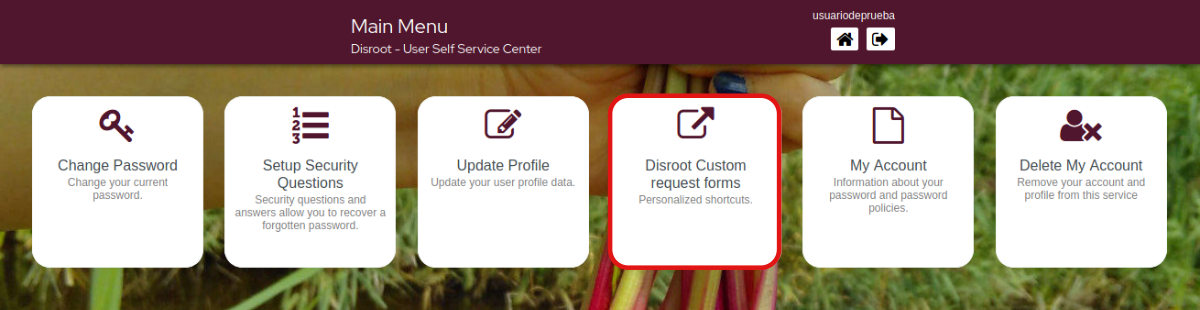 Main Menu
Disroot - User Self Service Center
usuariodeprueba
Change Password
Change your current
password.
1
2
3
Setup Security
Questions
Security questions and
answers allow you to recover a
forgotten password.
Update Profile
Update your user profile data.
Disroot Custom
request forms
Personalized shortcuts.
My Account
Information about your
password and password
policies.
Delete My Account
Remove your account and
profile from this service